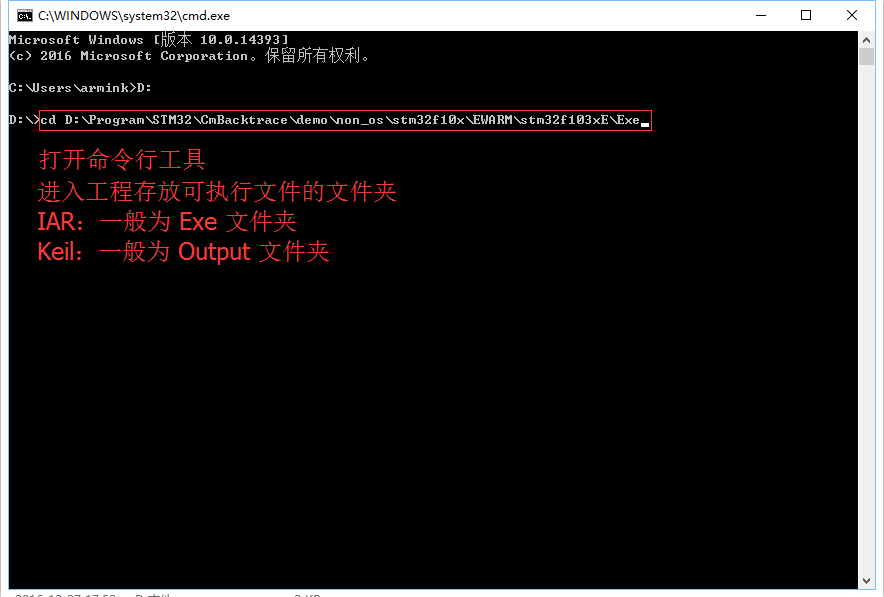 C:\WINDOWS\system32\cmd.exe
Microsoft Windows [版本 10.0.14393]
(c) 2016 Microsoft Corporation。保留所有权利。
C:\Users\armink>D:
D:\>cd D:\Program\STM32\CmBacktrace\demo\non_os\stm32f10x\EWARM\stm32f103xE\Exe
打开命令行工具
进入工程存放可执行文件的文件夹
IAR：一般为 Exe 文件夹
Keil：一般为 Output 文件夹